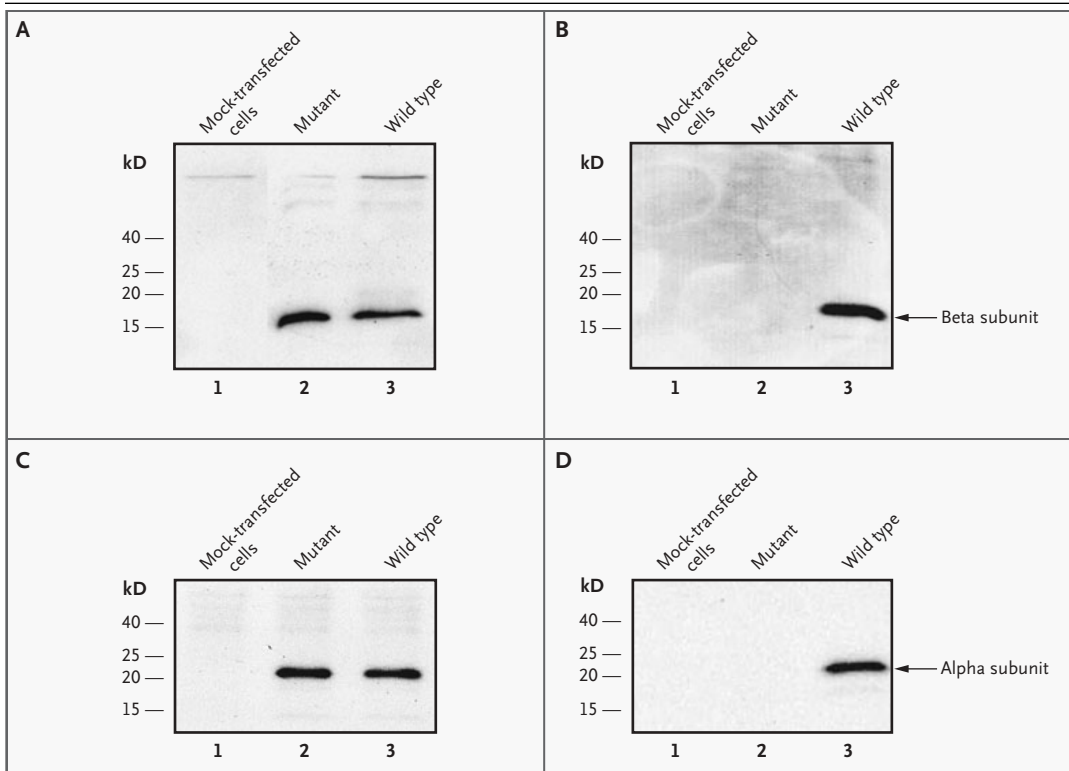 A
Mock-transfected
cells
Mutant
Wild type
kD
40
25
20
15
1 2 3
B
Mock-transfected
cells
Mutant
Wild type
kD
40
25
20
15
Beta subunit
1 2 3
C
Mock-transfected
cells
Mutant
Wild type
kD
40
25
20
15
1 2 3
D
Mock-transfected
cells
Mutant
Wild type
kD
40
25
20
15
Alpha subunit
1 2 3